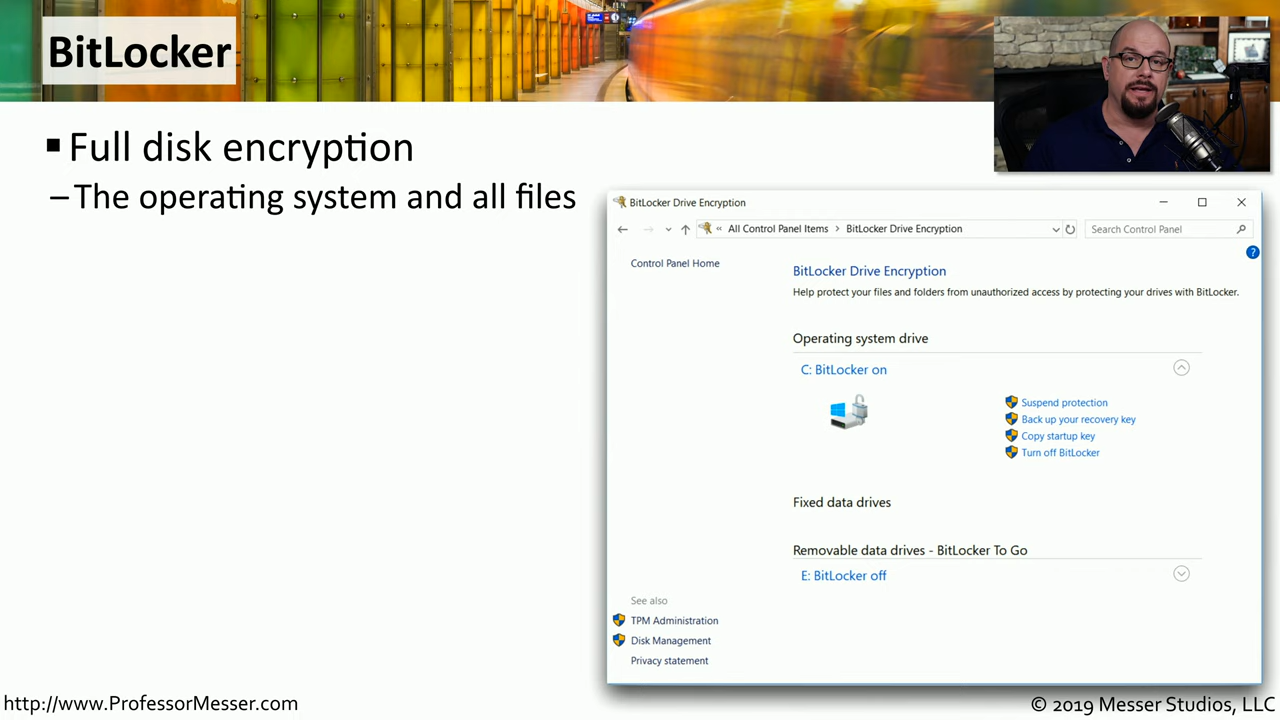 BitLocker
▪ Full disk encryption
– The operating system and all files
BitLocker Drive Encryption
« All Control Panel Items > BitLocker Drive Encryption
Search Control Panel
?
Control Panel Home
BitLocker Drive Encryption
Help protect your files and folders from unauthorized access by protecting your drives with BitLocker.
Operating system drive
C: BitLocker on
Suspend protection
Back up your recovery key
Copy startup key
Turn off BitLocker
Fixed data drives
Removable data drives - BitLocker To Go
E: BitLocker off
See also
TPM Administration
Disk Management
Privacy statement
http://www.ProfessorMesser.com
© 2019 Messer Studios, LLC